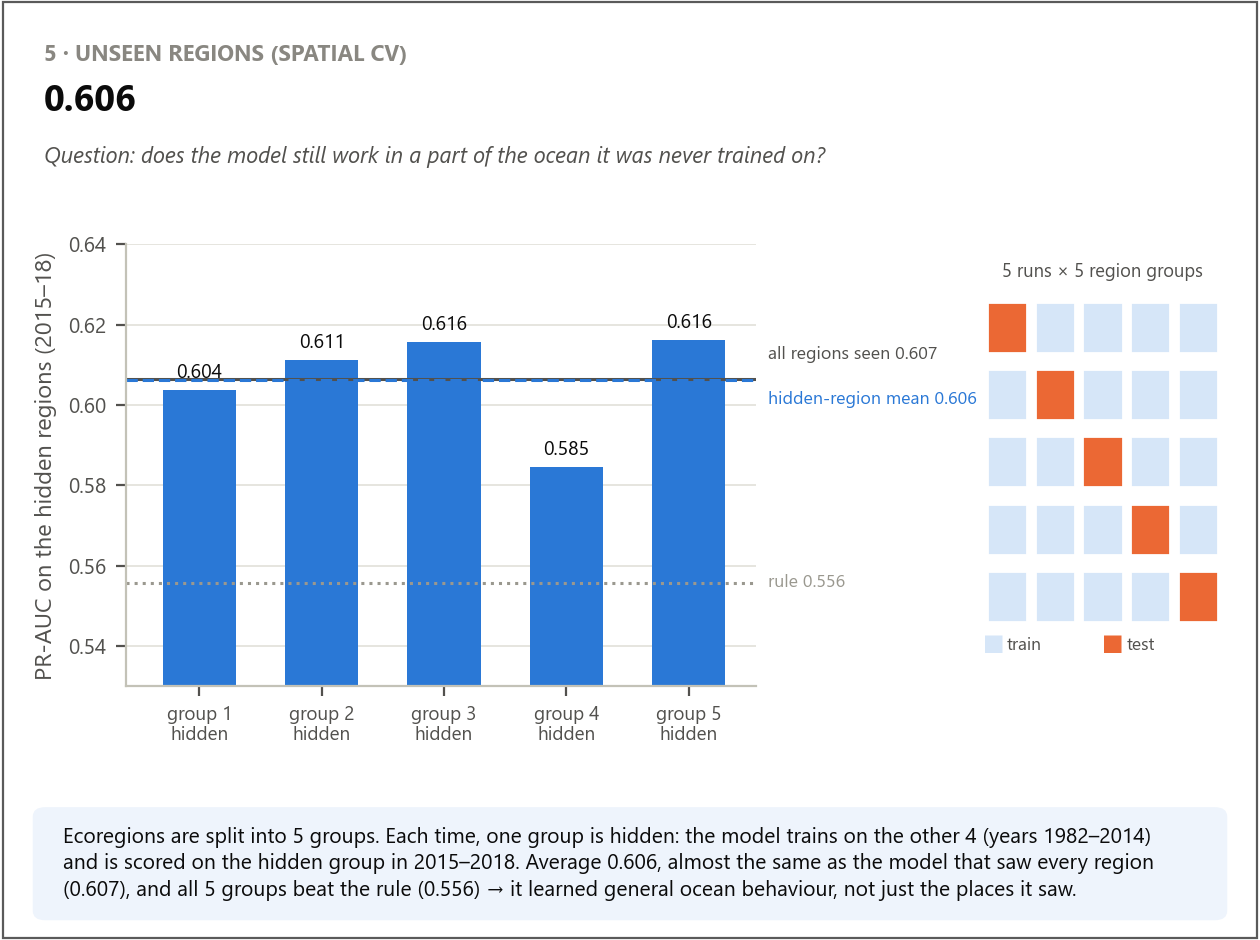 5 · UNSEEN REGIONS (SPATIAL CV)
0.606
Question: does the model still work in a part of the ocean it was never trained on?
PR-AUC on the hidden regions (2015–18)
0.64
0.62
0.60
0.58
0.56
0.54
0.604
0.611
0.616
0.585
0.616
all regions seen 0.607
hidden-region mean 0.606
rule 0.556
group 1
hidden
group 2
hidden
group 3
hidden
group 4
hidden
group 5
hidden
5 runs × 5 region groups
train
test
Ecoregions are split into 5 groups. Each time, one group is hidden: the model trains on the other 4 (years 1982–2014)
and is scored on the hidden group in 2015–2018. Average 0.606, almost the same as the model that saw every region
(0.607), and all 5 groups beat the rule (0.556) → it learned general ocean behaviour, not just the places it saw.